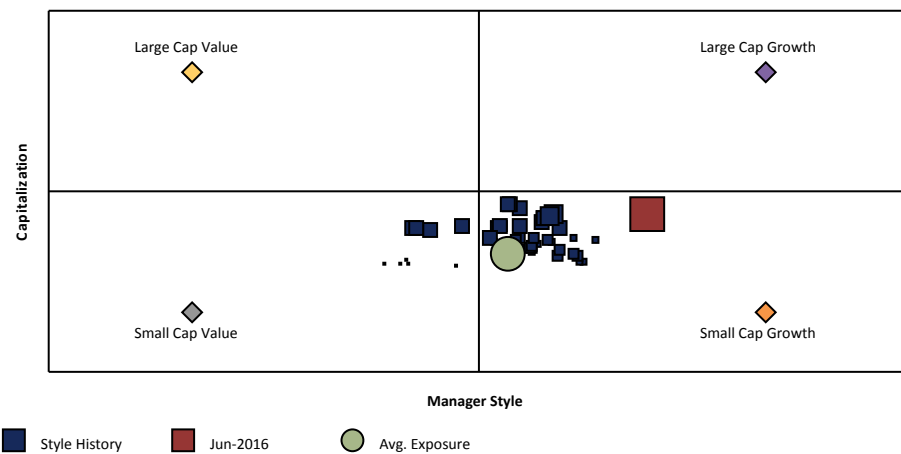 Large Cap Value
Large Cap Growth
Capitalization
Small Cap Value
Small Cap Growth
Manager Style
Style History
Jun-2016
Avg. Exposure